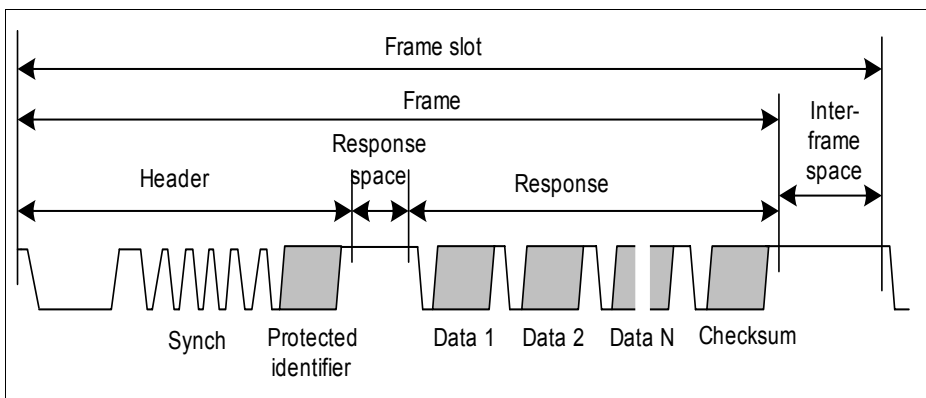 Frame slot
Frame
Inter-
frame
space
Response
space
Header
Response
Synch
Protected
identifier
Data 1
Data 2
Data N
Checksum